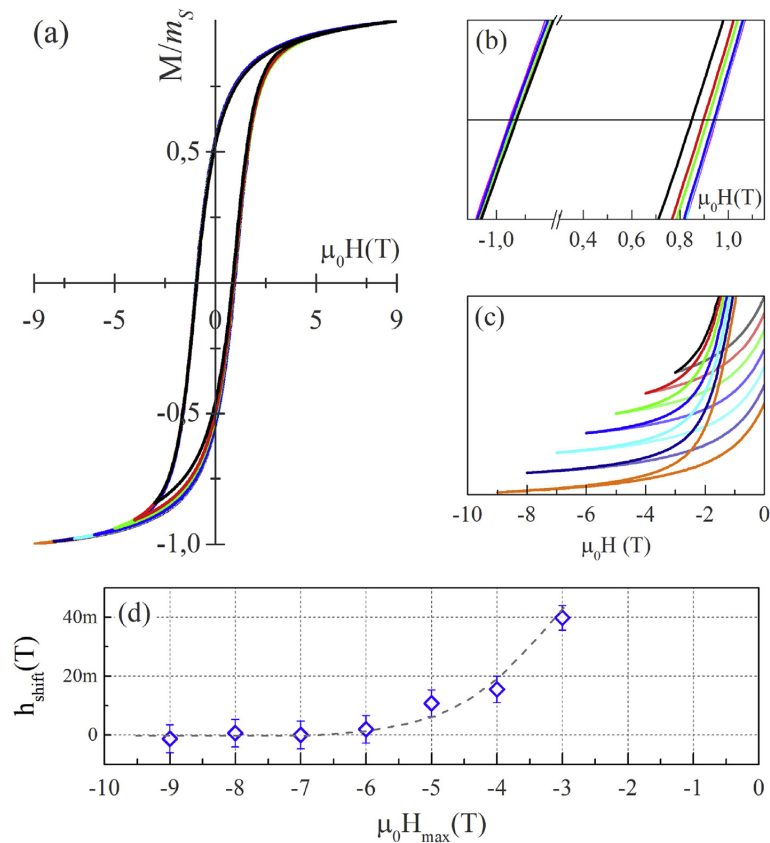 (a)
M/m_S
0,5
μ₀H(T)
-9 -5 0 5 9
-0,5
-1,0
(b)
μ₀H(T)
-1,0 0,4 0,6 0,8 1,0
(c)
-10 -8 -6 -4 -2 0
μ₀H (T)
(d)
40m
20m
0
h_shift(T)
-10 -9 -8 -7 -6 -5 -4 -3 -2 -1 0
μ₀H_max(T)